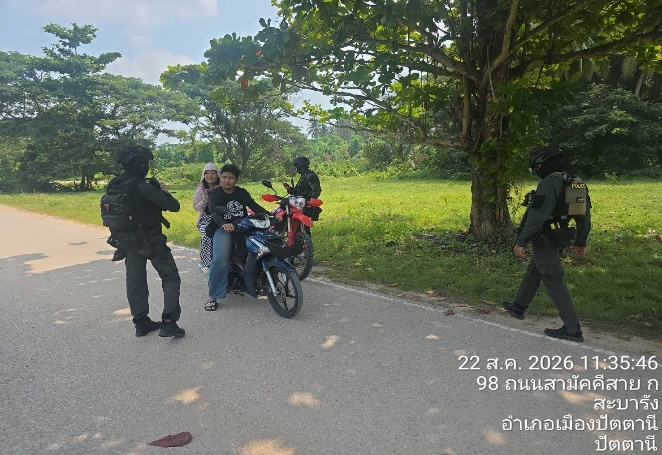 POLICE
22 ส.ค. 2026 11:35:46
98 ถนนสามัคคีสาย ก
สะบารัง
อำเภอเมืองปัตตานี
ปัตตานี